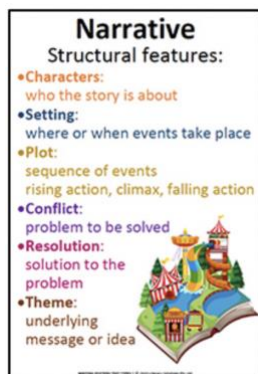 Narrative
Structural features:
•Characters:
who the story is about
•Setting:
where or when events take place
•Plot:
sequence of events
rising action, climax, falling action
•Conflict:
problem to be solved
•Resolution:
solution to the
problem
•Theme:
underlying
message or idea